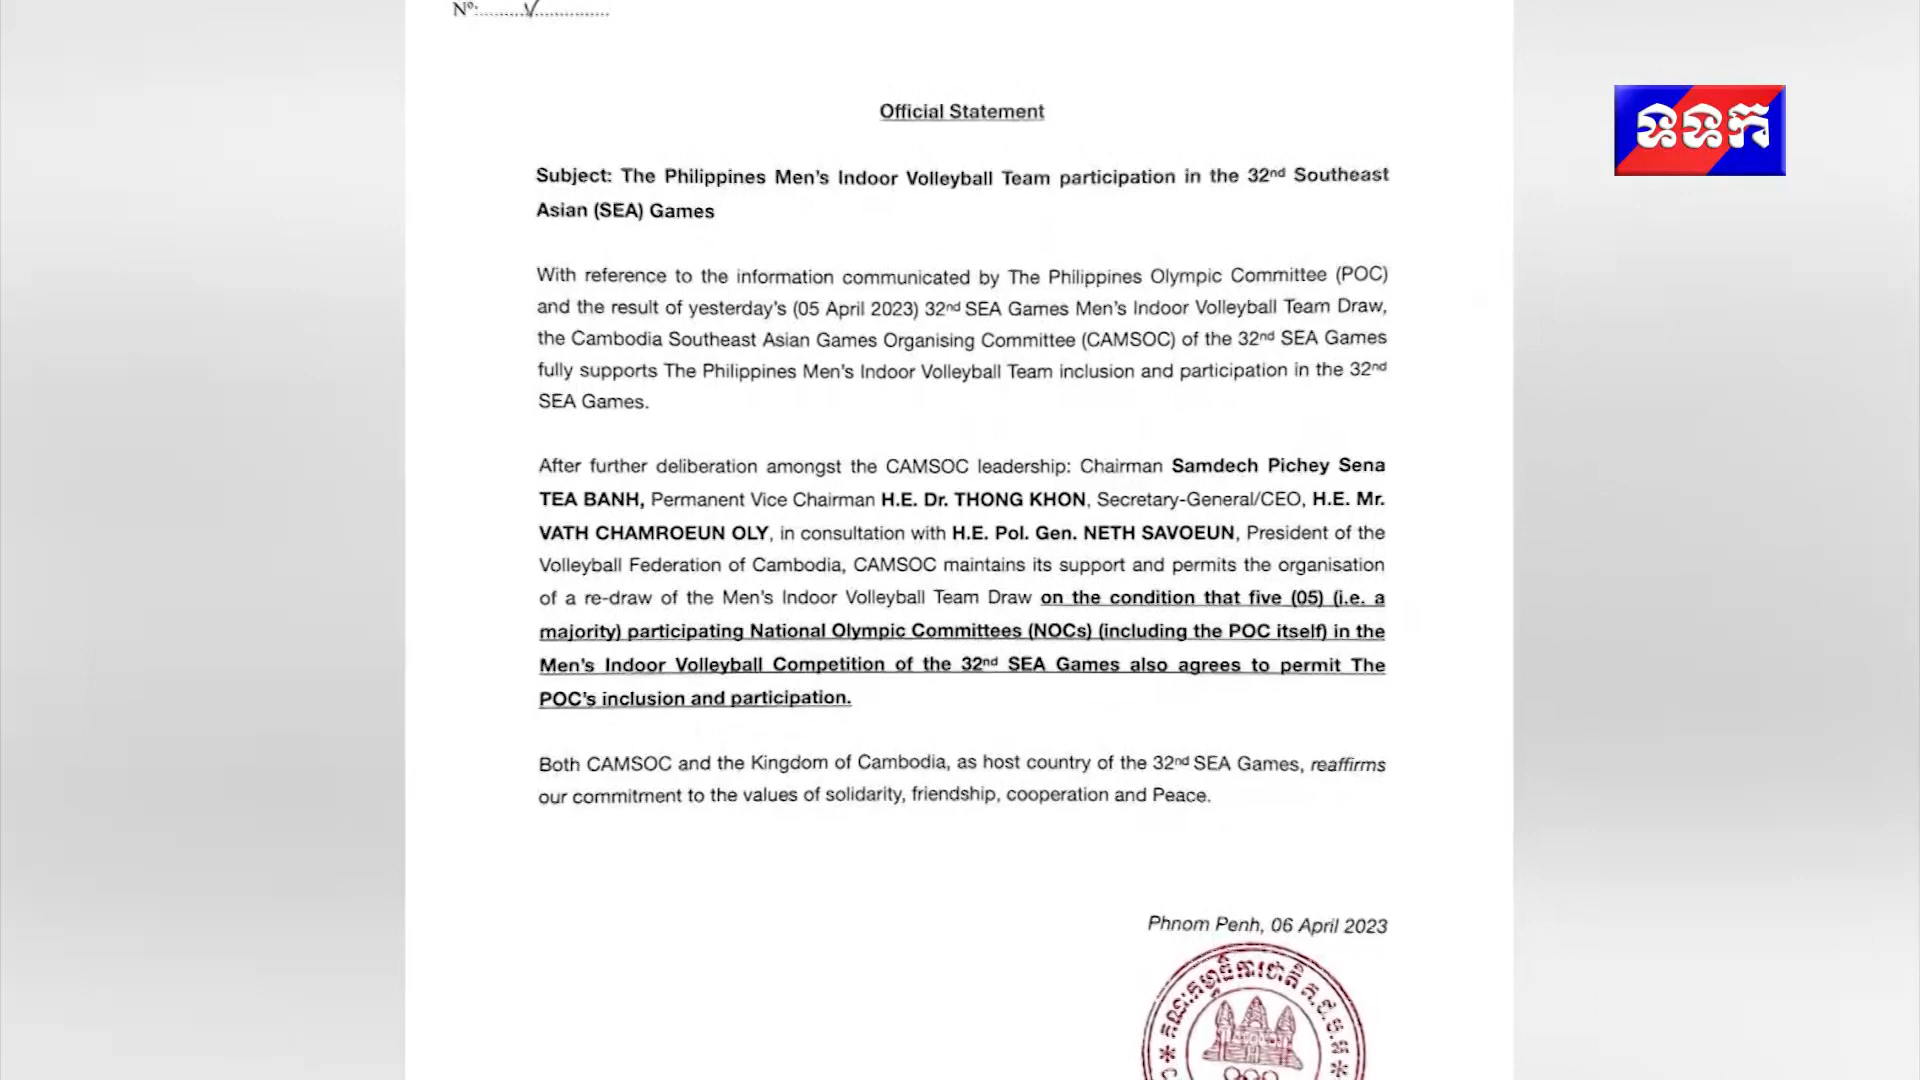 Nº:
ទទក
Official Statement
Subject: The Philippines Men's Indoor Volleyball Team participation in the 32nd Southeast
Asian (SEA) Games
With reference to the information communicated by The Philippines Olympic Committee (POC)
and the result of yesterday's (05 April 2023) 32nd SEA Games Men's Indoor Volleyball Team Draw,
the Cambodia Southeast Asian Games Organising Committee (CAMSOC) of the 32nd SEA Games
fully supports The Philippines Men's Indoor Volleyball Team inclusion and participation in the 32nd
SEA Games.
After further deliberation amongst the CAMSOC leadership: Chairman Samdech Pichey Sena
TEA BANH, Permanent Vice Chairman H.E. Dr. THONG KHON, Secretary-General/CEO, H.E. Mr.
VATH CHAMROEUN OLY, in consultation with H.E. Pol. Gen. NETH SAVOEUN, President of the
Volleyball Federation of Cambodia, CAMSOC maintains its support and permits the organisation
of a re-draw of the Men's Indoor Volleyball Team Draw on the condition that five (05) (i.e. a
majority) participating National Olympic Committees (NOCs) (including the POC itself) in the
Men's Indoor Volleyball Competition of the 32nd SEA Games also agrees to permit The
POC's inclusion and participation.
Both CAMSOC and the Kingdom of Cambodia, as host country of the 32nd SEA Games, reaffirms
our commitment to the values of solidarity, friendship, cooperation and Peace.
Phnom Penh, 06 April 2023